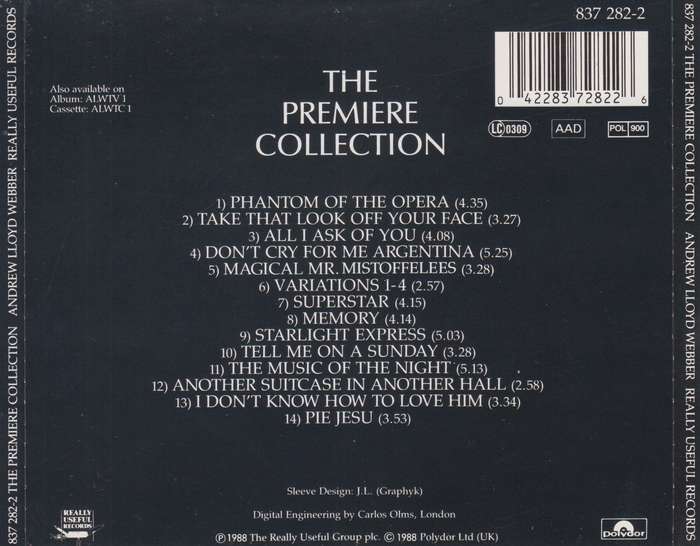 837 282-2
Also available on
Album: ALWTV 1
Cassette: ALWTC 1
0 42283 72822 6
LC 0309
AAD
POL 900
THE
PREMIERE
COLLECTION
1) PHANTOM OF THE OPERA (4.35)
2) TAKE THAT LOOK OFF YOUR FACE (3.27)
3) ALL I ASK OF YOU (4.08)
4) DON'T CRY FOR ME ARGENTINA (5.25)
5) MAGICAL MR. MISTOFFELEES (3.28)
6) VARIATIONS 1-4 (2.57)
7) SUPERSTAR (4.15)
8) MEMORY (4.14)
9) STARLIGHT EXPRESS (5.03)
10) TELL ME ON A SUNDAY (3.28)
11) THE MUSIC OF THE NIGHT (5.13)
12) ANOTHER SUITCASE IN ANOTHER HALL (2.58)
13) I DON'T KNOW HOW TO LOVE HIM (3.34)
14) PIE JESU (3.53)
Sleeve Design: J.L. (Graphyk)
Digital Engineering by Carlos Olms, London
℗ 1988 The Really Useful Group plc. © 1988 Polydor Ltd (UK)
REALLY
USEFUL
RECORDS
Polydor
837 282-2 THE PREMIERE COLLECTION ANDREW LLOYD WEBBER REALLY USEFUL RECORDS
837 282-2 THE PREMIERE COLLECTION ANDREW LLOYD WEBBER REALLY USEFUL RECORDS